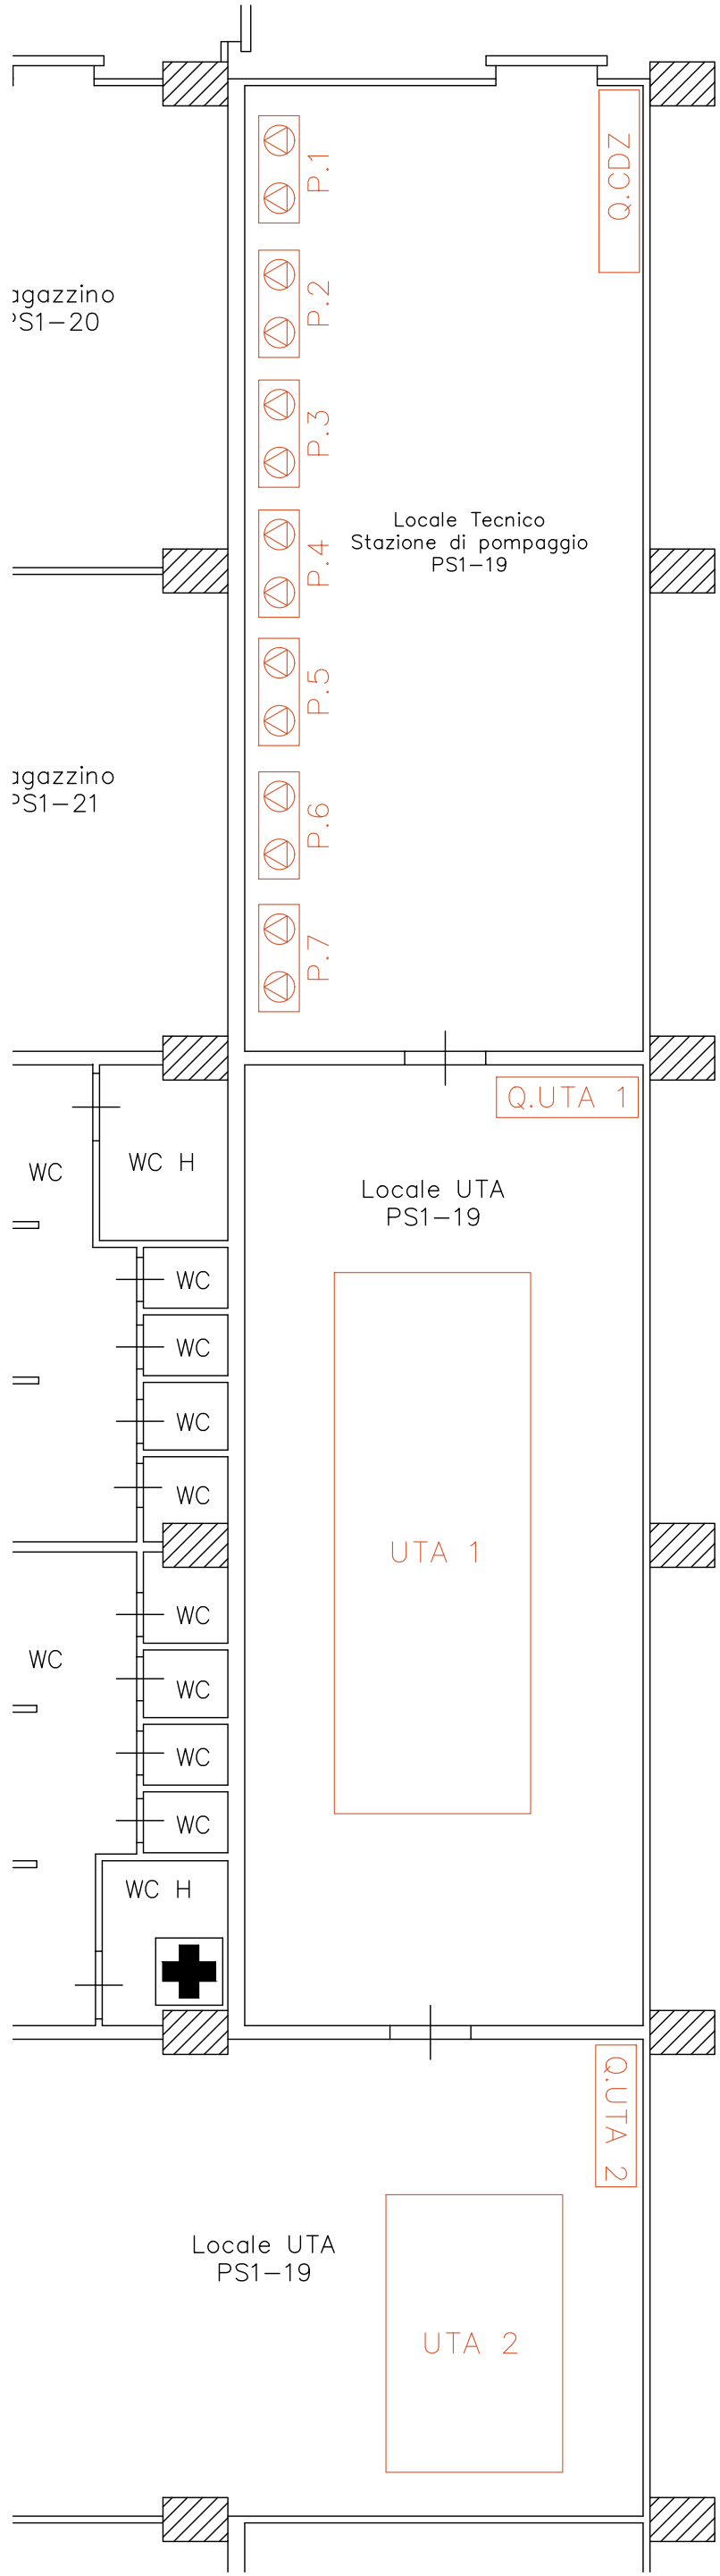 P.1
Q.CDZ
P.2
agazzino
PS1-20
P.3
Locale Tecnico
Stazione di pompaggio
PS1-19
P.4
P.5
agazzino
PS1-21
P.6
P.7
Q.UTA 1
WC H
WC
Locale UTA
PS1-19
WC
WC
WC
WC
UTA 1
WC
WC
WC
WC
WC
WC H
Q.UTA 2
Locale UTA
PS1-19
UTA 2